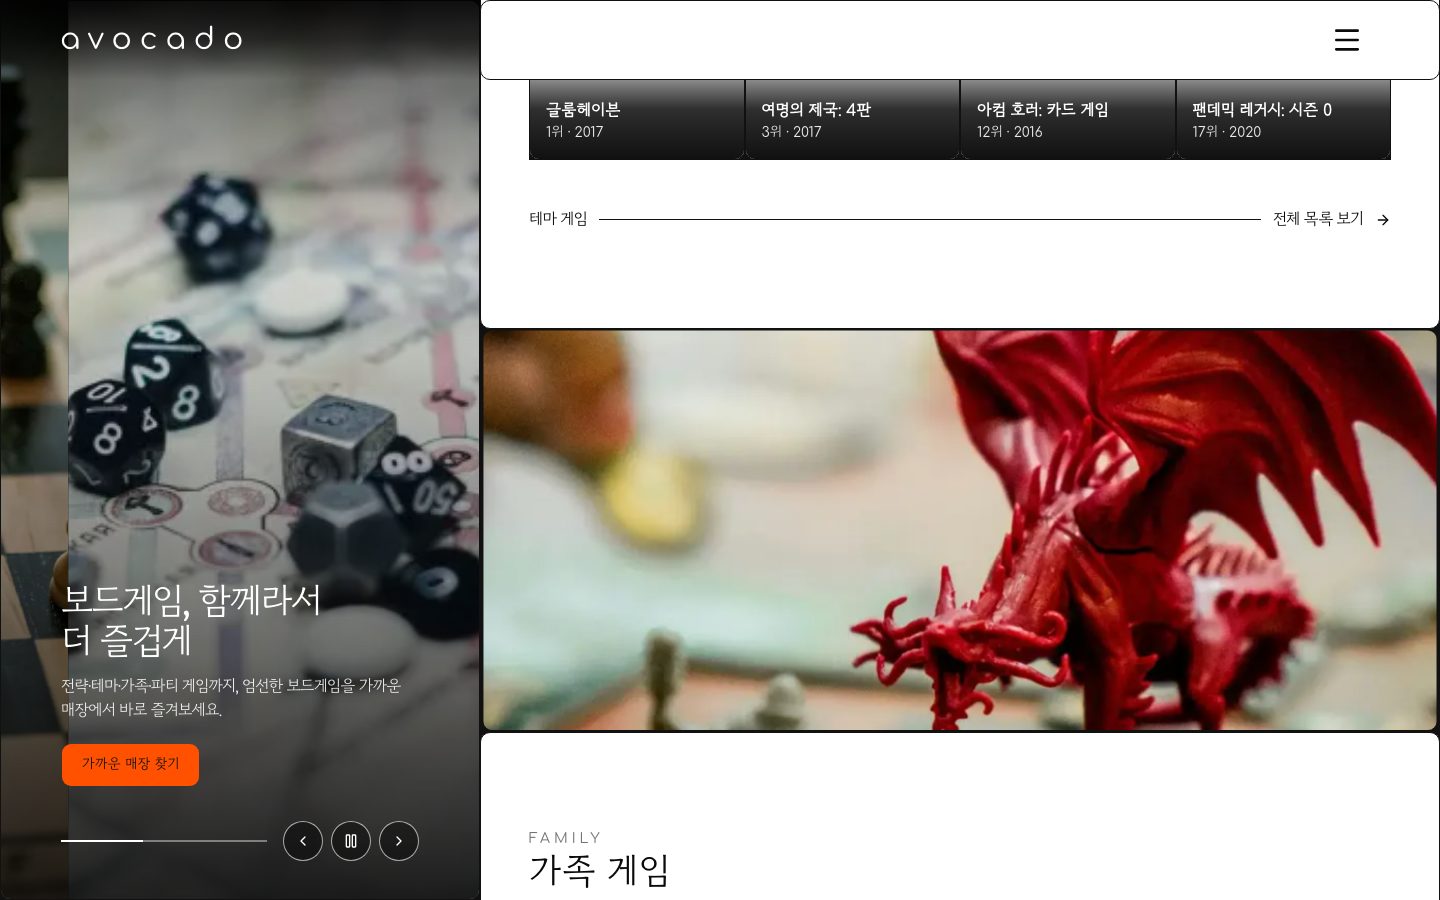 avocado
보드게임, 함께라서
더 즐겁게
전략·테마·가족·파티 게임까지, 엄선한 보드게임을 가까운
매장에서 바로 즐겨보세요.
가까운 매장 찾기
글룸헤이븐
1위 · 2017
여명의 제국: 4판
3위 · 2017
아컴 호러: 카드 게임
12위 · 2016
팬데믹 레거시: 시즌 0
17위 · 2020
테마 게임
전체 목록 보기
FAMILY
가족 게임